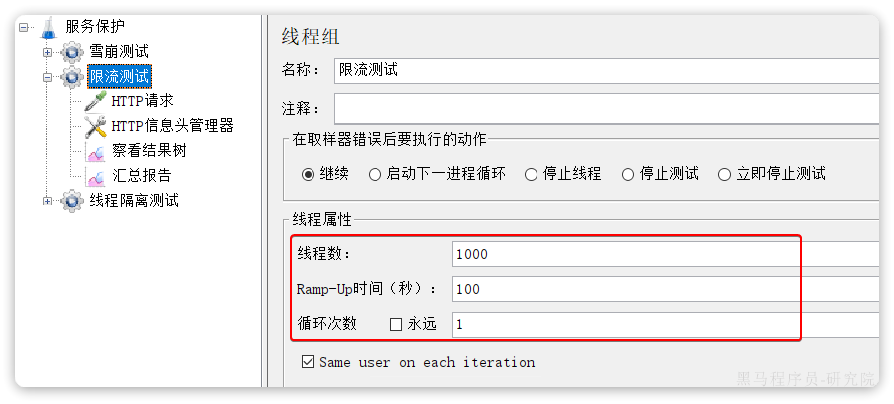 服务保护
雪崩测试
限流测试
HTTP请求
HTTP信息头管理器
察看结果树
汇总报告
线程隔离测试
线程组
名称： 限流测试
注释：
在取样器错误后要执行的动作
继续 启动下一进程循环 停止线程 停止测试 立即停止测试
线程属性
线程数： 1000
Ramp-Up时间（秒）： 100
循环次数 永远 1
Same user on each iteration
黑马程序员-研究院